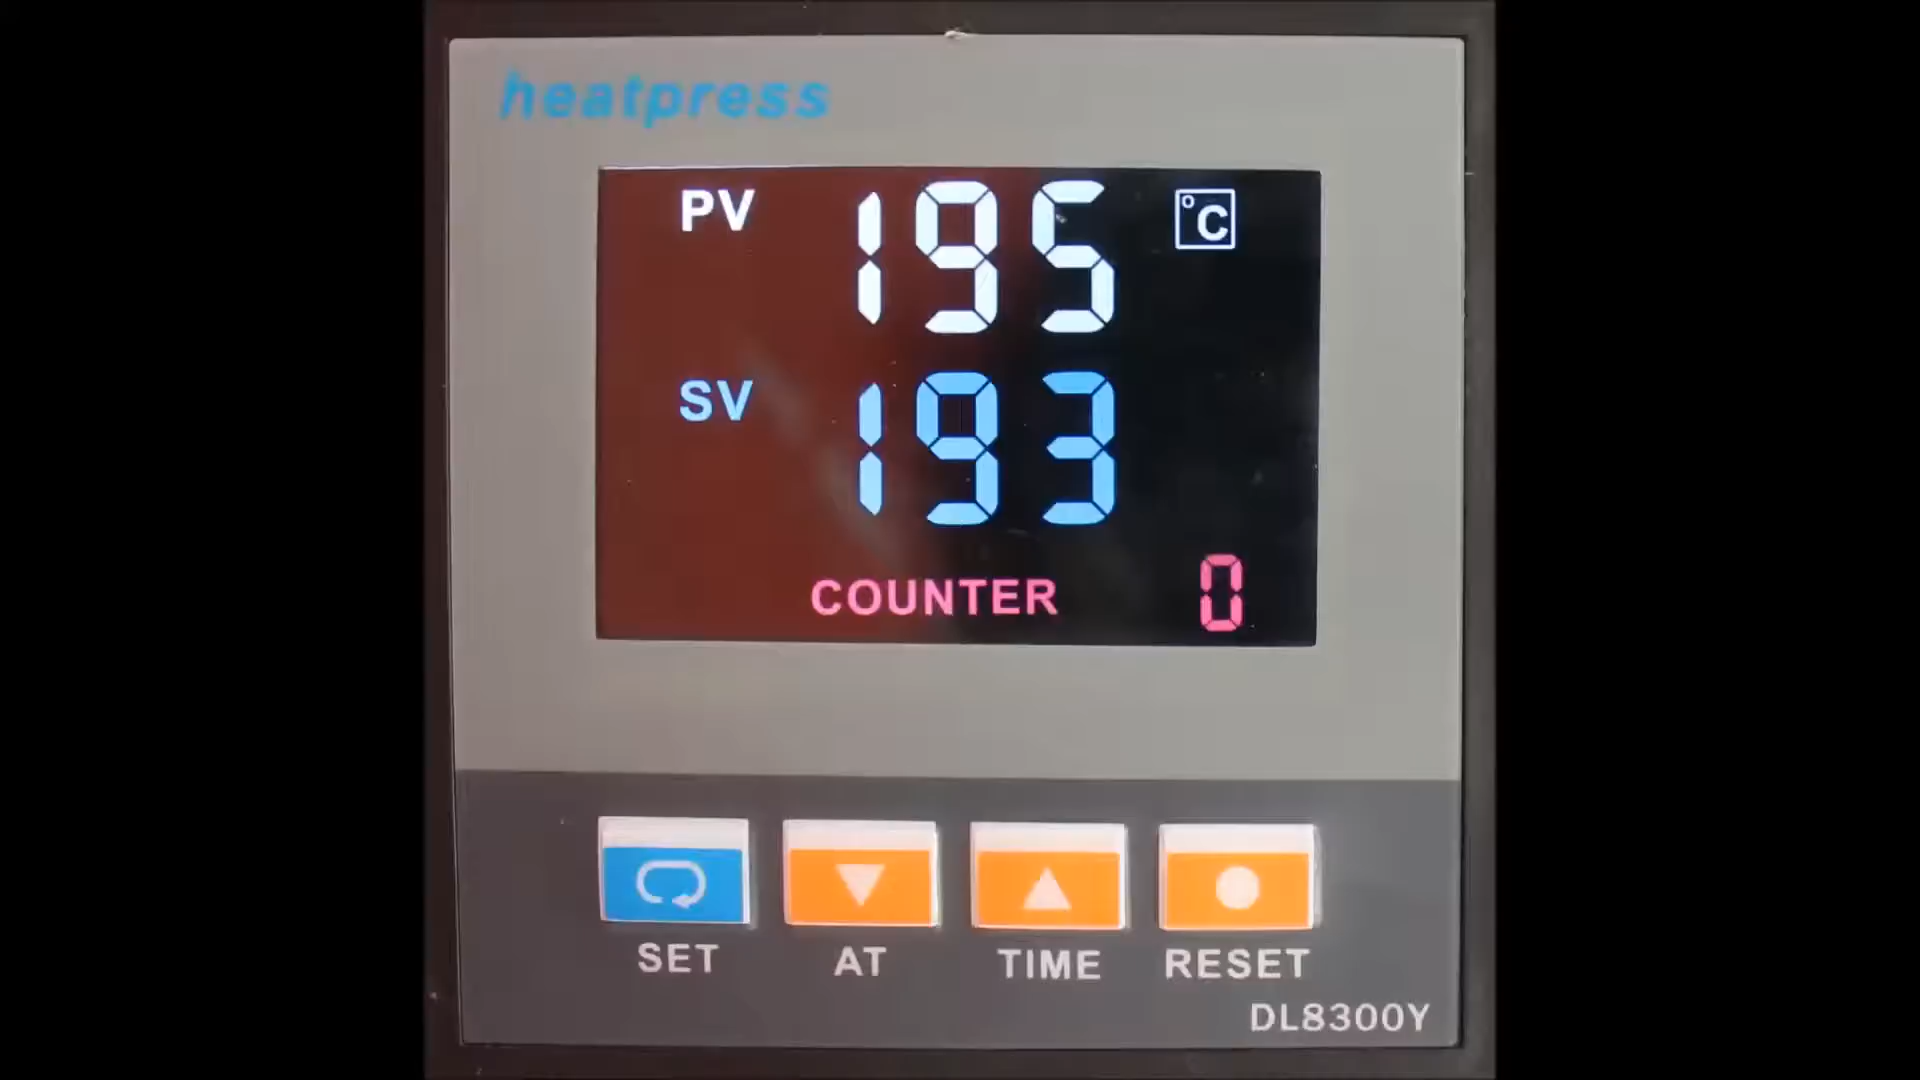 heatpress
PV 195 °C
SV 193
COUNTER 0
SET AT TIME RESET
DL8300Y